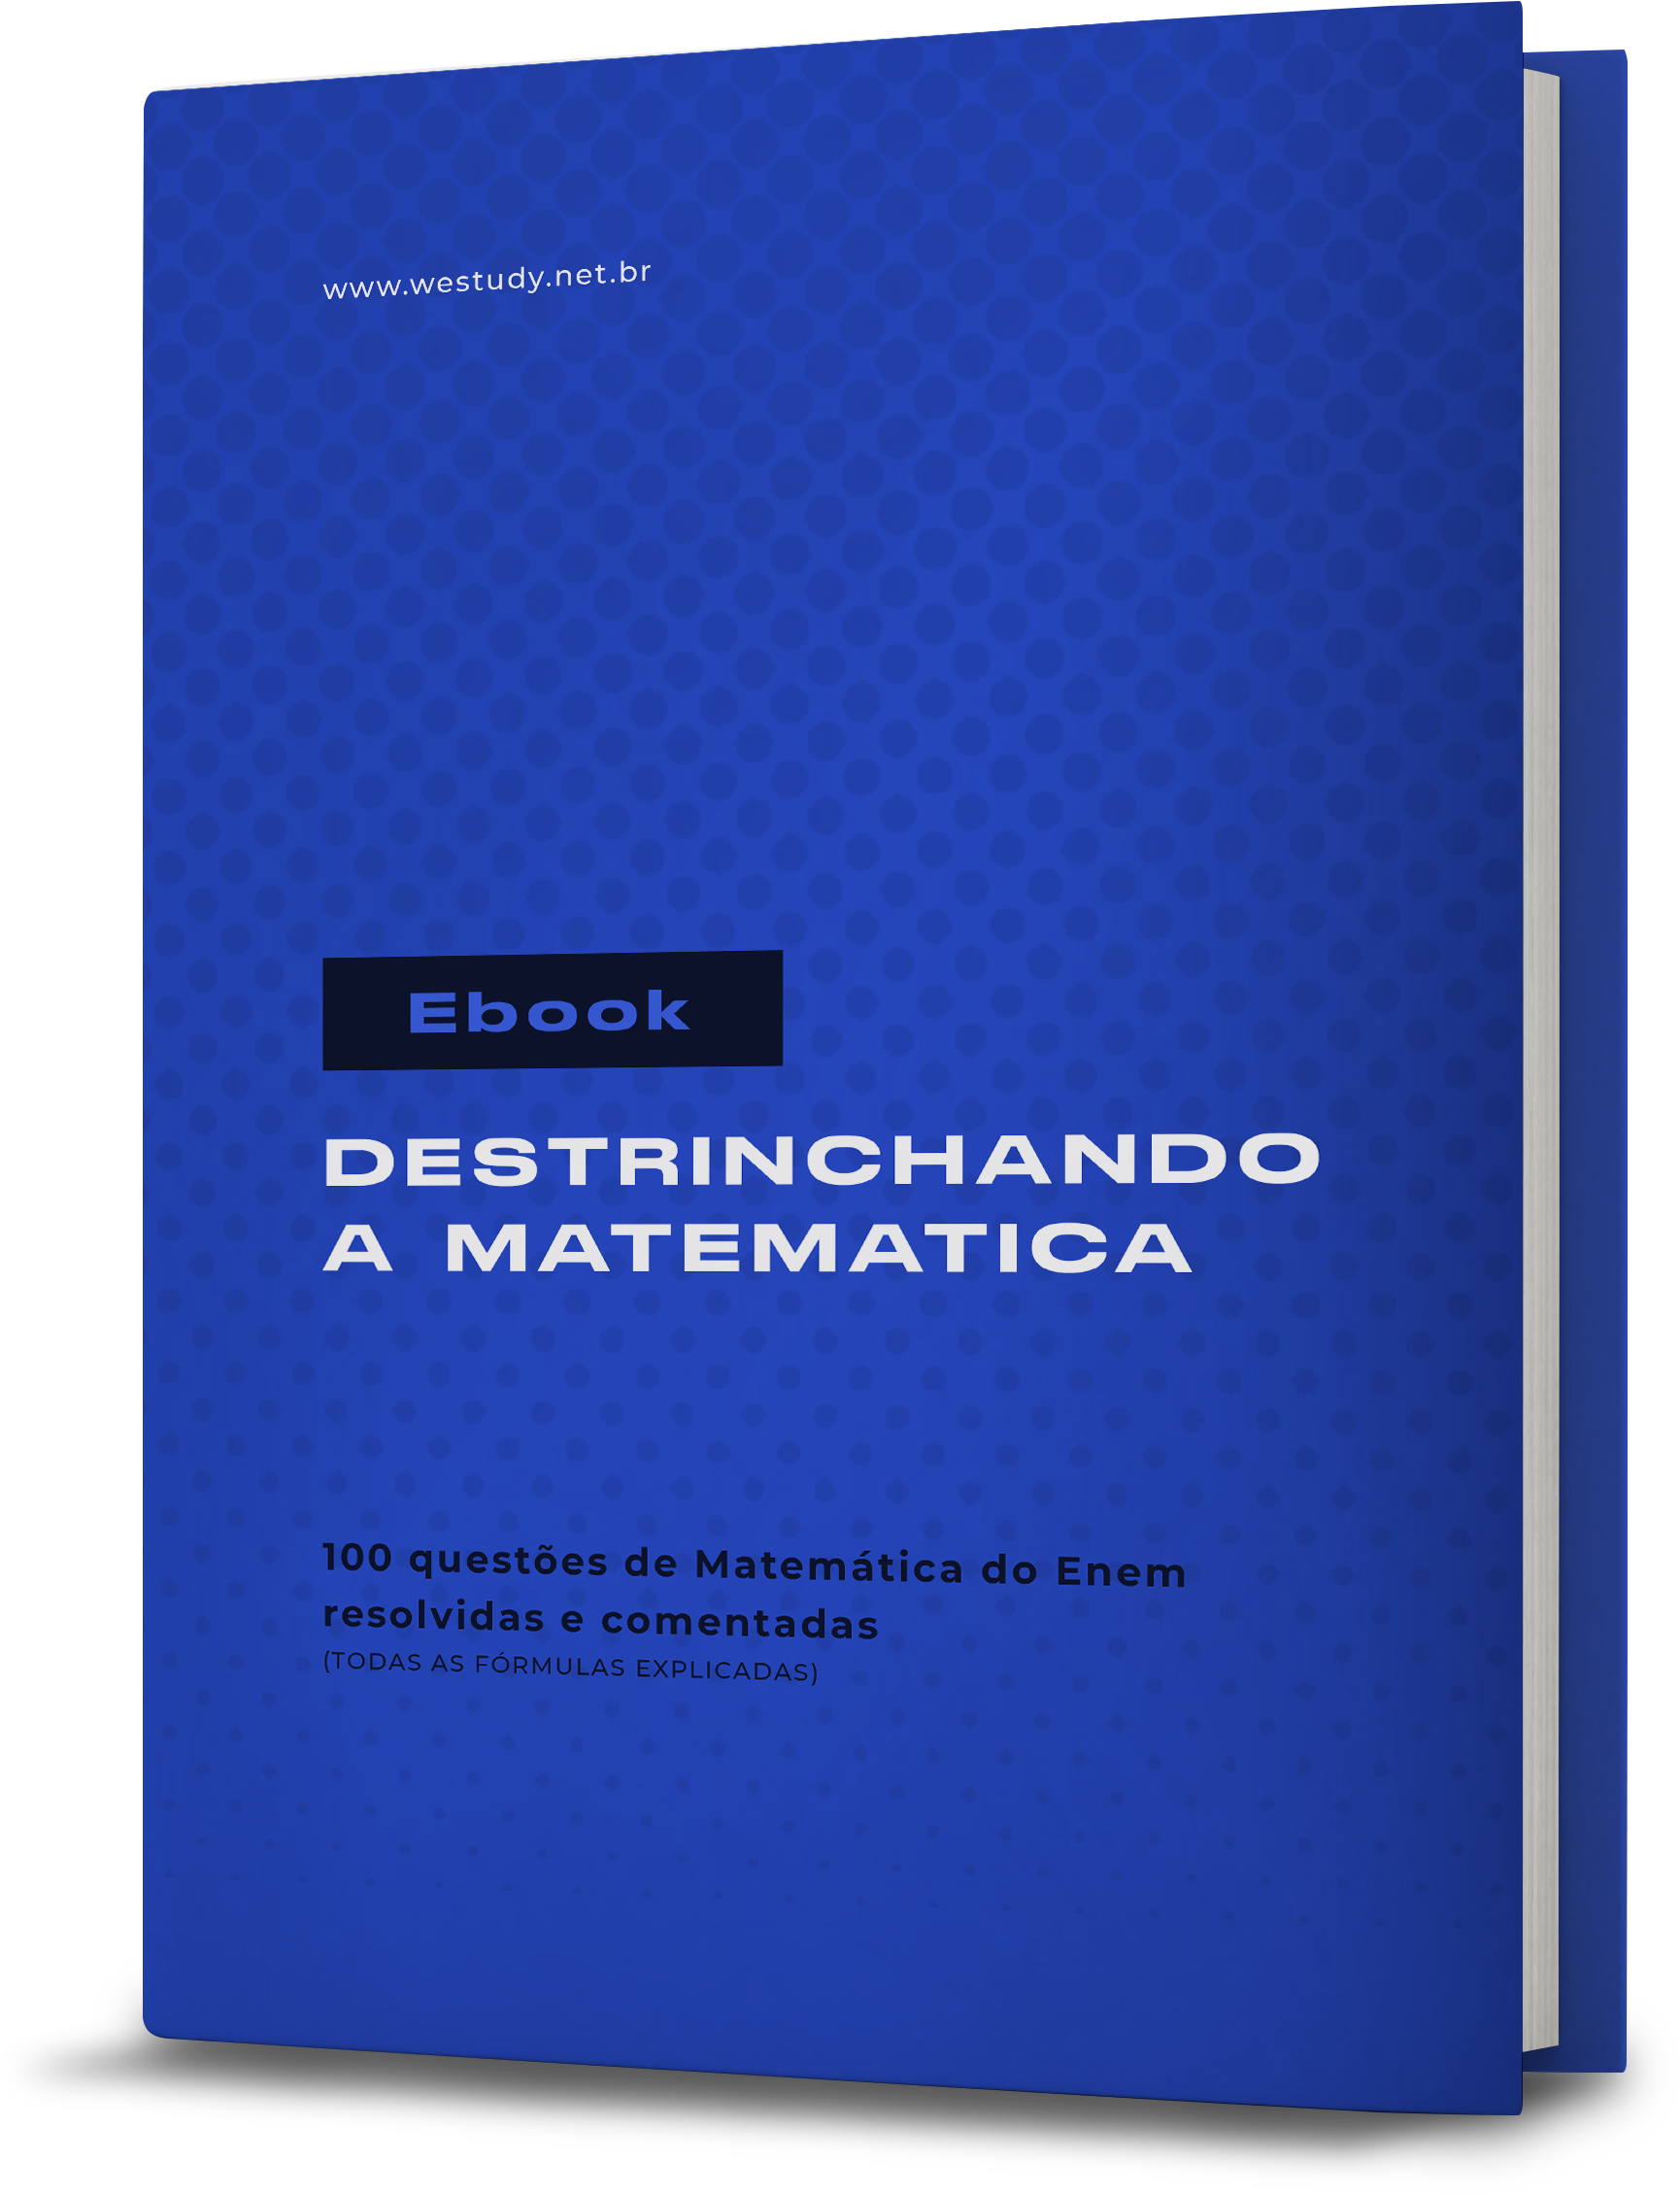 www.westudy.net.br
Ebook
DESTRINCHANDO
A MATEMATICA
100 questões de Matemática do Enem
resolvidas e comentadas
(TODAS AS FÓRMULAS EXPLICADAS)